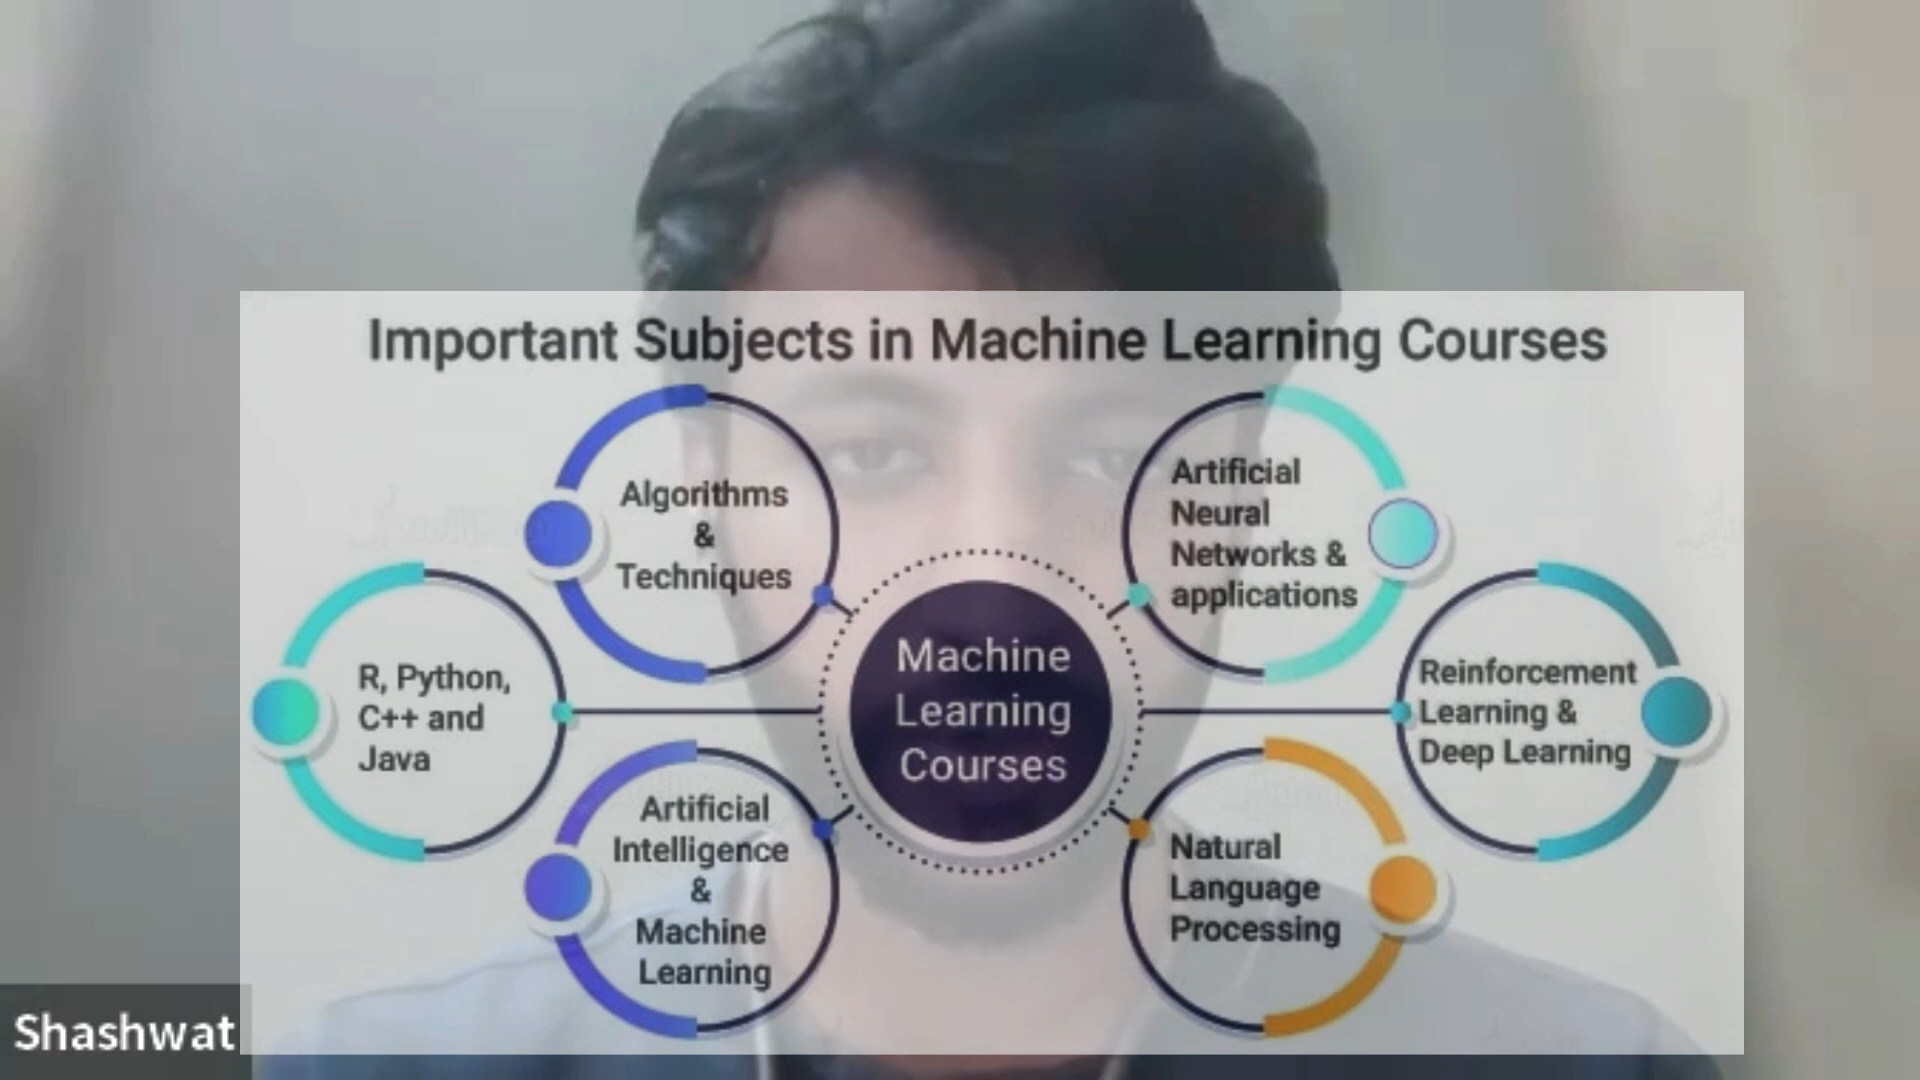 Important Subjects in Machine Learning Courses
Algorithms
&
Techniques
Artificial
Neural
Networks &
applications
R, Python,
C++ and
Java
Machine
Learning
Courses
Reinforcement
Learning &
Deep Learning
Artificial
Intelligence
&
Machine
Learning
Natural
Language
Processing
Shashwat